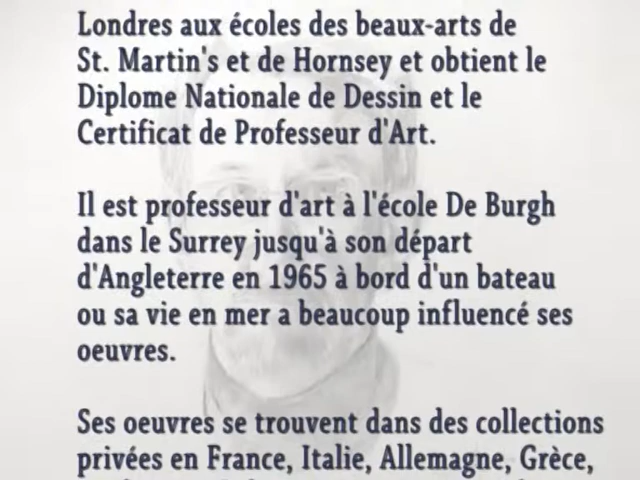 Londres aux écoles des beaux-arts de
St. Martin's et de Hornsey et obtient le
Diplome Nationale de Dessin et le
Certificat de Professeur d'Art.
Il est professeur d'art à l'école De Burgh
dans le Surrey jusqu'à son départ
d'Angleterre en 1965 à bord d'un bateau
ou sa vie en mer a beaucoup influencé ses
oeuvres.
Ses oeuvres se trouvent dans des collections
privées en France, Italie, Allemagne, Grèce,